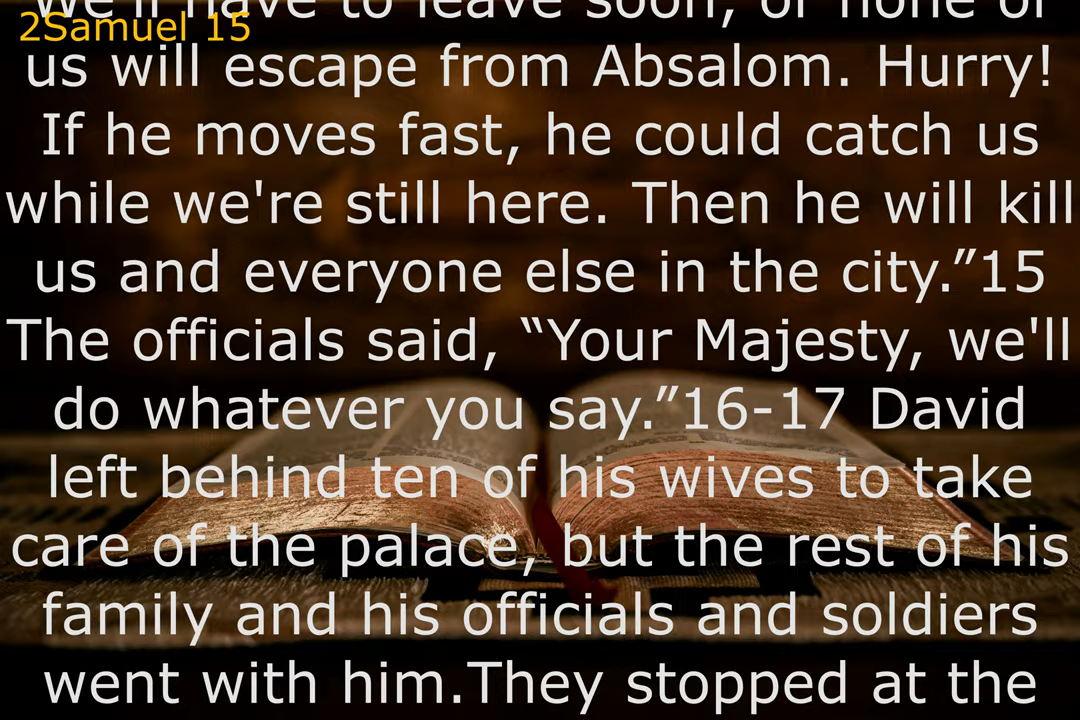 we'll have to leave soon, or none of
2Samuel 15
us will escape from Absalom. Hurry!
If he moves fast, he could catch us
while we're still here. Then he will kill
us and everyone else in the city.”15
The officials said, “Your Majesty, we'll
do whatever you say.”16-17 David
left behind ten of his wives to take
care of the palace, but the rest of his
family and his officials and soldiers
went with him.They stopped at the